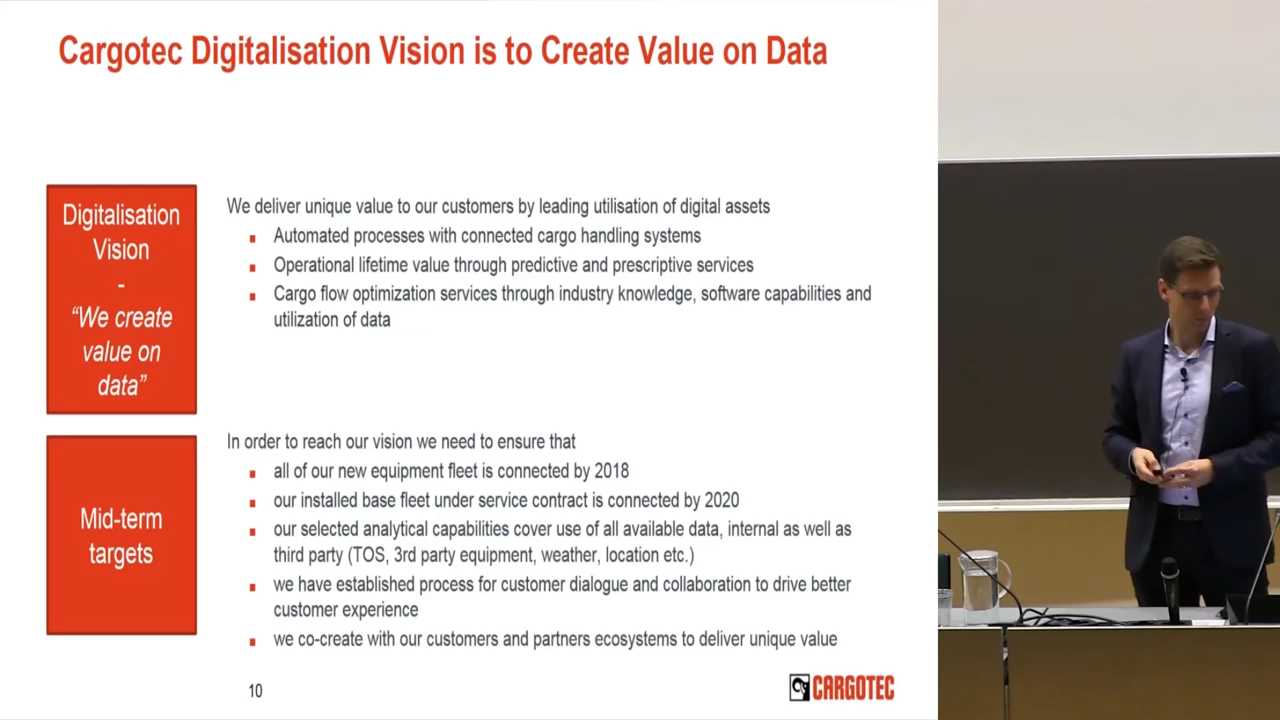 Cargotec Digitalisation Vision is to Create Value on Data
Digitalisation
Vision
-
“We create
value on
data”
We deliver unique value to our customers by leading utilisation of digital assets
Automated processes with connected cargo handling systems
Operational lifetime value through predictive and prescriptive services
Cargo flow optimization services through industry knowledge, software capabilities and
utilization of data
Mid-term
targets
In order to reach our vision we need to ensure that
all of our new equipment fleet is connected by 2018
our installed base fleet under service contract is connected by 2020
our selected analytical capabilities cover use of all available data, internal as well as
third party (TOS, 3rd party equipment, weather, location etc.)
we have established process for customer dialogue and collaboration to drive better
customer experience
we co-create with our customers and partners ecosystems to deliver unique value
10
CARGOTEC